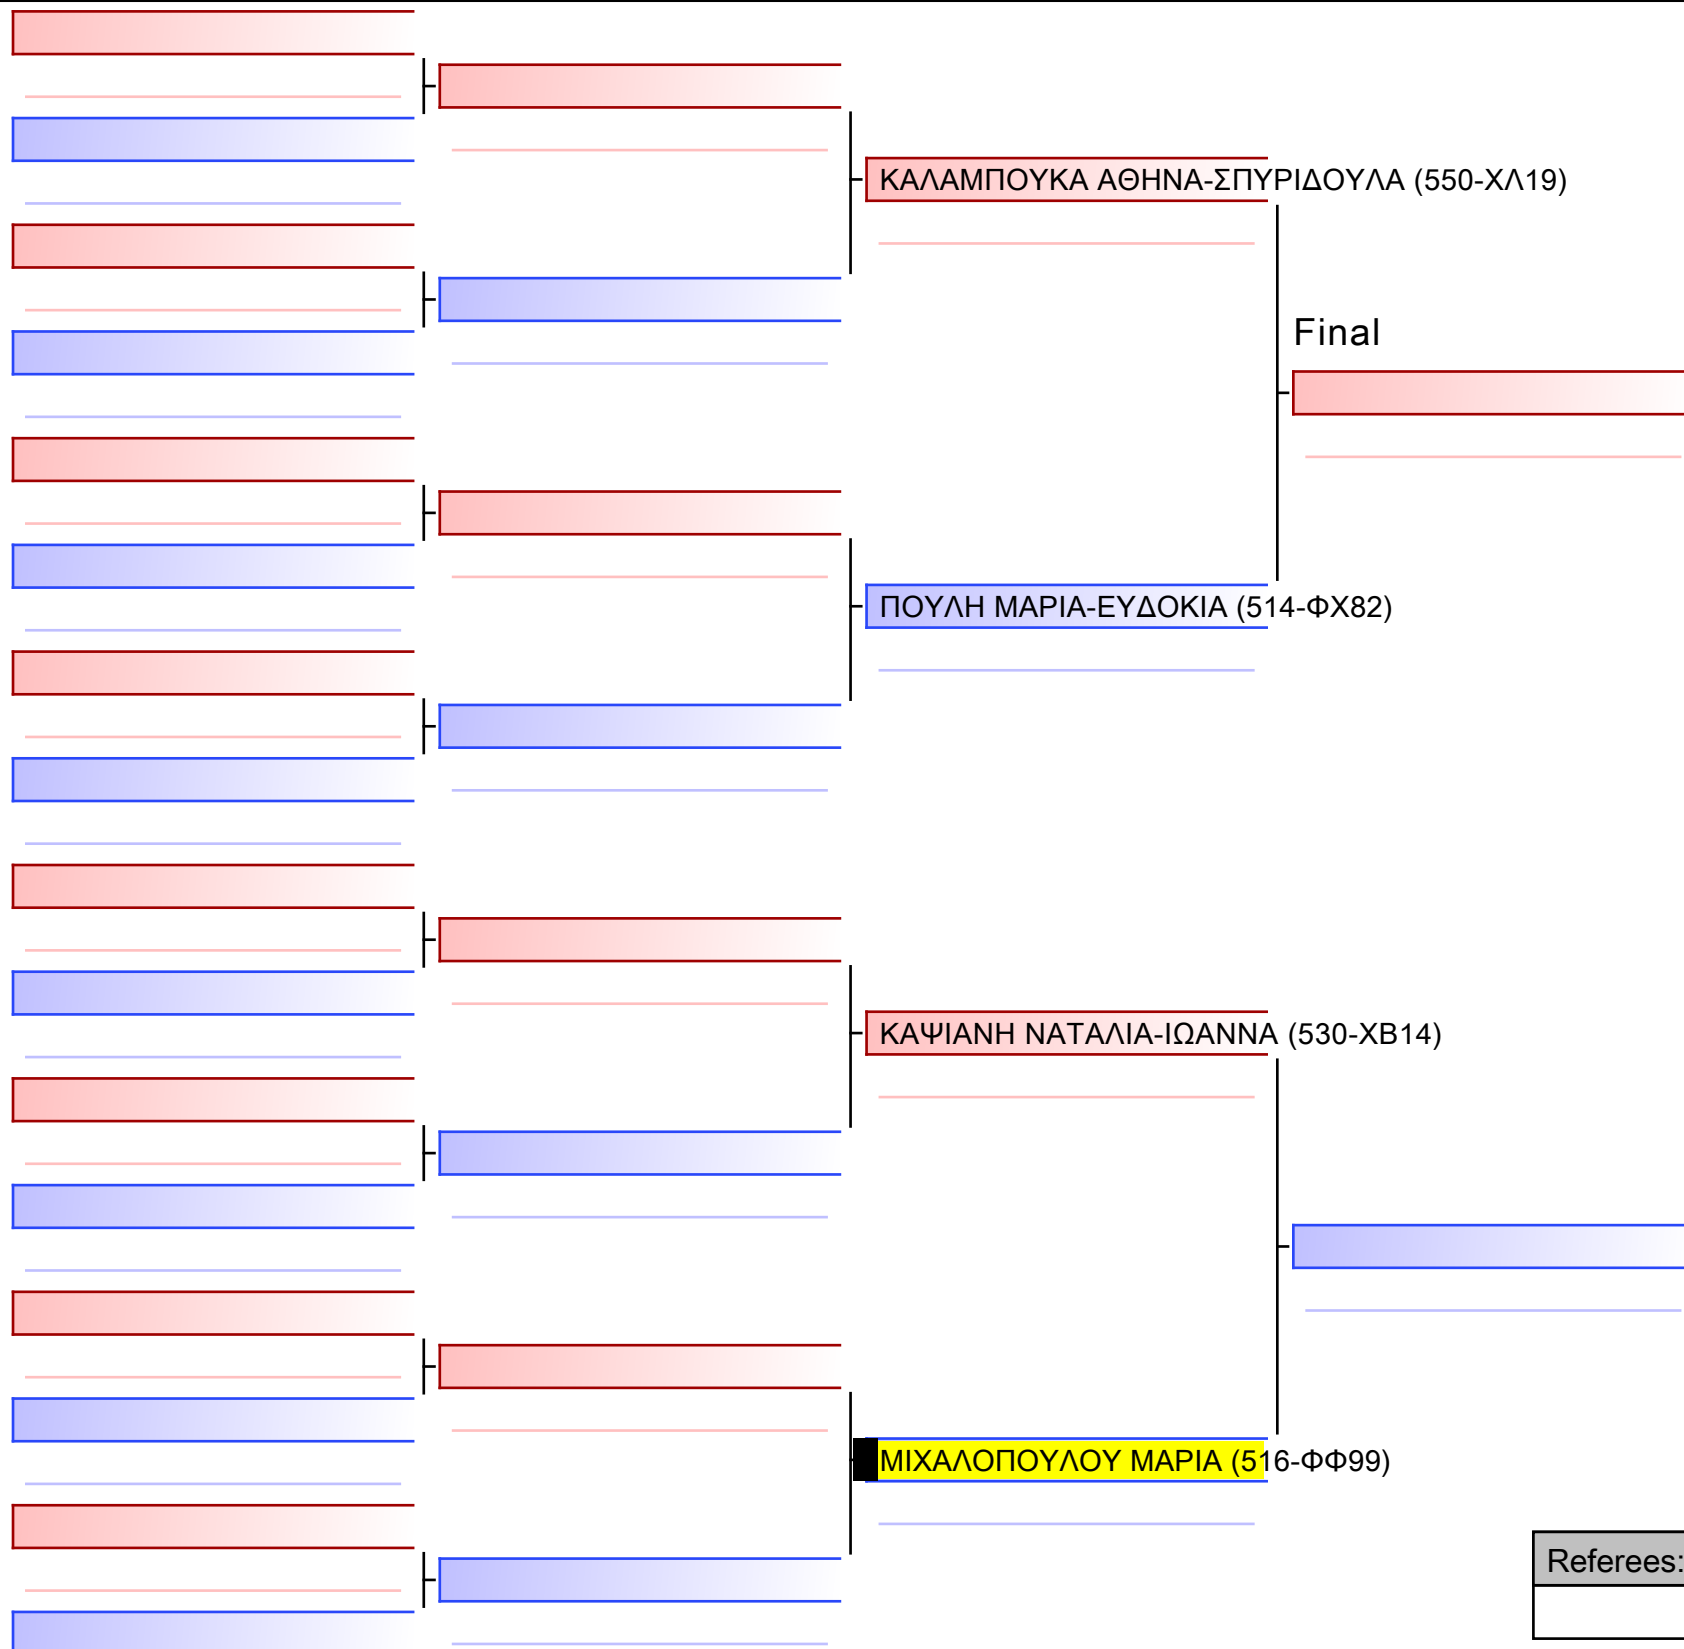 ΚΑΛΑΜΠΟΥΚΑ ΑΘΗΝΑ-ΣΠΥΡΙΔΟΥΛΑ (550-ΧΛ19)
Final
ΠΟΥΛΗ ΜΑΡΙΑ-ΕΥΔΟΚΙΑ (514-ΦΧ82)
ΚΑΨΙΑΝΗ ΝΑΤΑΛΙΑ-ΙΩΑΝΝΑ (530-ΧΒ14)
ΜΙΧΑΛΟΠΟΥΛΟΥ ΜΑΡΙΑ (516-ΦΦ99)
Referees: